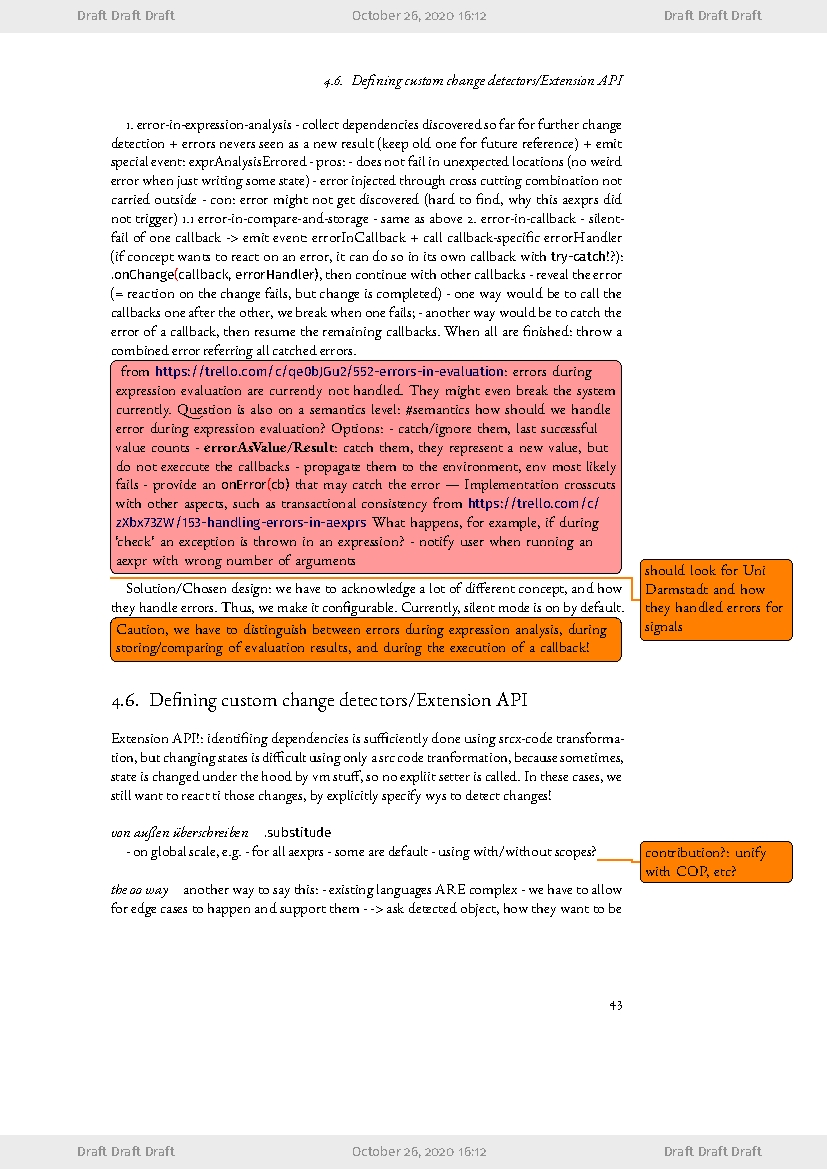 Draft Draft Draft October 26, 2020 16:12 Draft Draft Draft
4.6. Defining custom change detectors/Extension API
1. error-in-expression-analysis - collect dependencies discovered so far for further change
detection + errors nevers seen as a new result (keep old one for future reference) + emit
special event: exprAnalysisErrored - pros: - does not fail in unexpected locations (no weird
error when just writing some state) - error injected through cross cutting combination not
carried outside - con: error might not get discovered (hard to find, why this aexprs did
not trigger) 1.1 error-in-compare-and-storage - same as above 2. error-in-callback - silent-
fail of one callback -> emit event: errorInCallback + call callback-specific errorHandler
(if concept wants to react on an error, it can do so in its own callback with try-catch!?):
.onChange(callback, errorHandler), then continue with other callbacks - reveal the error
(= reaction on the change fails, but change is completed) - one way would be to call the
callbacks one after the other, we break when one fails; - another way would be to catch the
error of a callback, then resume the remaining callbacks. When all are finished: throw a
combined error referring all catched errors.
from https://trello.com/c/qe0bJGu2/552-errors-in-evaluation: errors during
expression evaluation are currently not handled. They might even break the system
currently. Question is also on a semantics level: #semantics how should we handle
error during expression evaluation? Options: - catch/ignore them, last successful
value counts - errorAsValue/Result: catch them, they represent a new value, but
do not execcute the callbacks - propagate them to the environment, env most likely
fails - provide an onError(cb) that may catch the error — Implementation crosscuts
with other aspects, such as transactional consistency from https://trello.com/c/
zXbx73ZW/153-handling-errors-in-aexprs What happens, for example, if during
'check' an exception is thrown in an expression? - notify user when running an
aexpr with wrong number of arguments
should look for Uni
Darmstadt and how
they handled errors for
signals
Solution/Chosen design: we have to acknowledge a lot of different concept, and how
they handle errors. Thus, we make it configurable. Currently, silent mode is on by default.
Caution, we have to distinguish between errors during expression analysis, during
storing/comparing of evaluation results, and during the execution of a callback!
4.6. Defining custom change detectors/Extension API
Extension API!: identifiing dependencies is sufficiently done using srcx-code transforma-
tion, but changing states is difficult using only a src code tranformation, because sometimes,
state is changed under the hood by vm stuff, so no expliit setter is called. In these cases, we
still want to react ti those changes, by explicitly specify wys to detect changes!
von außen überschreiben .substitude
- on global scale, e.g. - for all aexprs - some are default - using with/without scopes?
contribution?: unify
with COP, etc?
the oo way another way to say this: - existing languages ARE complex - we have to allow
for edge cases to happen and support them - -> ask detected object, how they want to be
43
Draft Draft Draft October 26, 2020 16:12 Draft Draft Draft